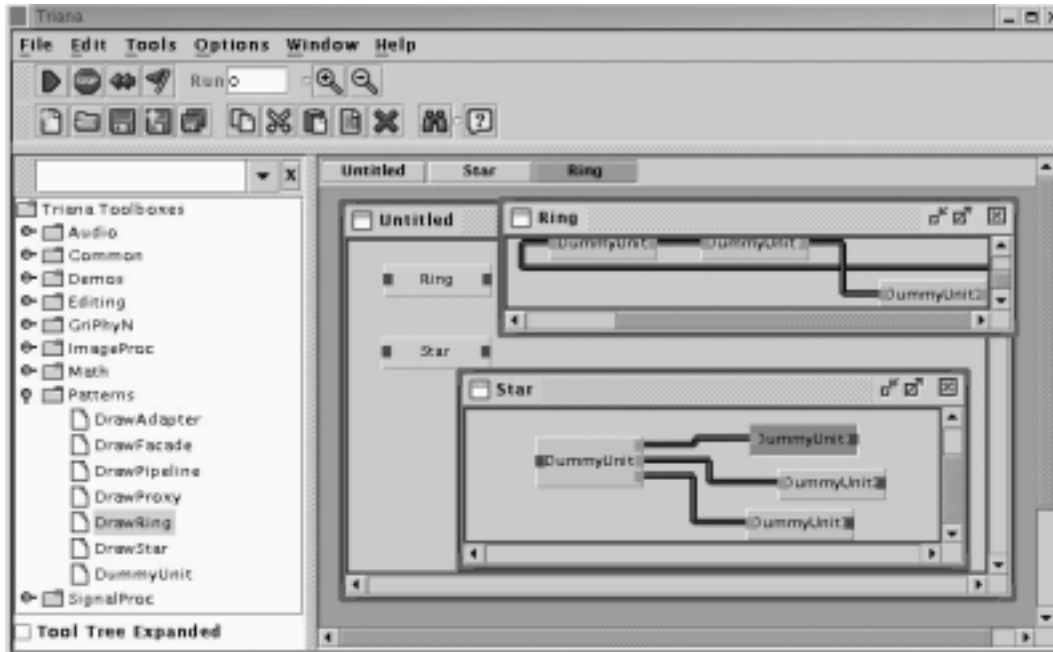 Triana
File Edit Tools Options Window Help
Run 0
STOP
?
X
Untitled Star Ring
Triana Toolboxes
Audio
Common
Demos
Editing
GriPhyN
ImageProc
Math
Patterns
DrawAdapter
DrawFacade
DrawPipeline
DrawProxy
DrawRing
DrawStar
DummyUnit
SignalProc
Tool Tree Expanded
Untitled
Ring
Star
Ring
DummyUnit DummyUnit
DummyUnit2
Star
DummyUnit
DummyUnit
DummyUnit
DummyUnit